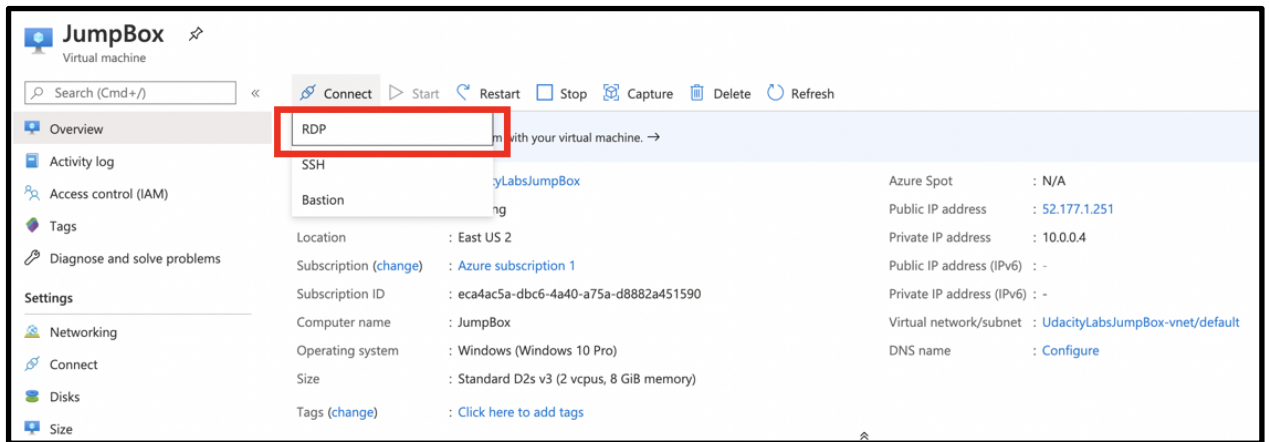 JumpBox
Virtual machine
Search (Cmd+/)
«
Connect Start Restart Stop Capture Delete Refresh
Overview
Activity log
Access control (IAM)
Tags
Diagnose and solve problems
Settings
Networking
Connect
Disks
Size
RDP
SSH
Bastion
with your virtual machine. →
yLabsJumpBox
ng
Location : East US 2
Subscription (change) : Azure subscription 1
Subscription ID : eca4ac5a-dbc6-4a40-a75a-d8882a451590
Computer name : JumpBox
Operating system : Windows (Windows 10 Pro)
Size : Standard D2s v3 (2 vcpus, 8 GiB memory)
Tags (change) : Click here to add tags
Azure Spot : N/A
Public IP address : 52.177.1.251
Private IP address : 10.0.0.4
Public IP address (IPv6) : -
Private IP address (IPv6) : -
Virtual network/subnet : UdacityLabsJumpBox-vnet/default
DNS name : Configure